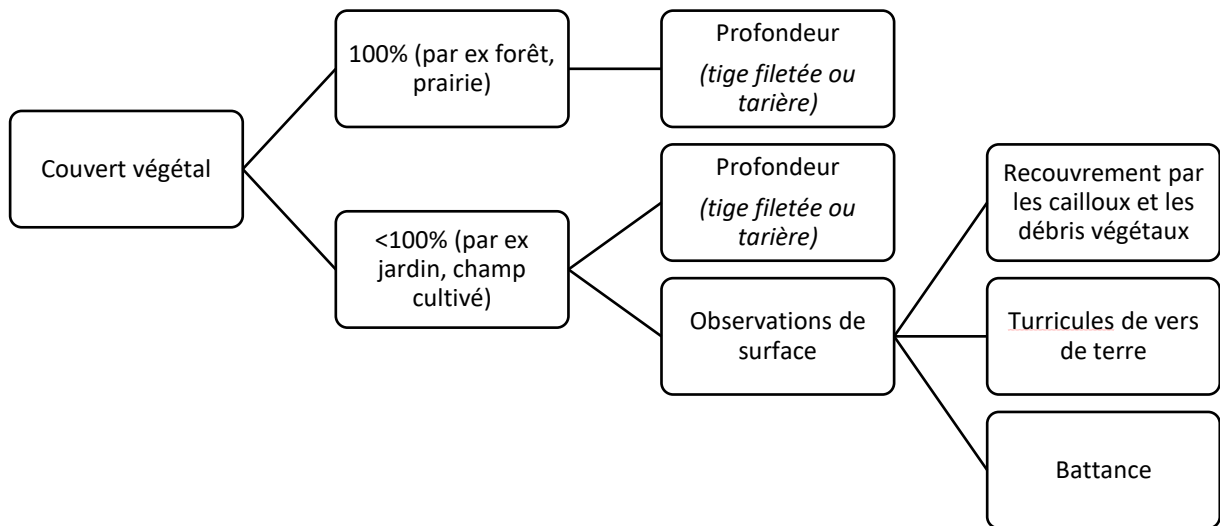 Couvert végétal
100% (par ex forêt,
prairie)
Profondeur
(tige filetée ou
tarière)
<100% (par ex
jardin, champ
cultivé)
Profondeur
(tige filetée ou
tarière)
Observations de
surface
Recouvrement par
les cailloux et les
débris végétaux
Turricules de vers
de terre
Battance